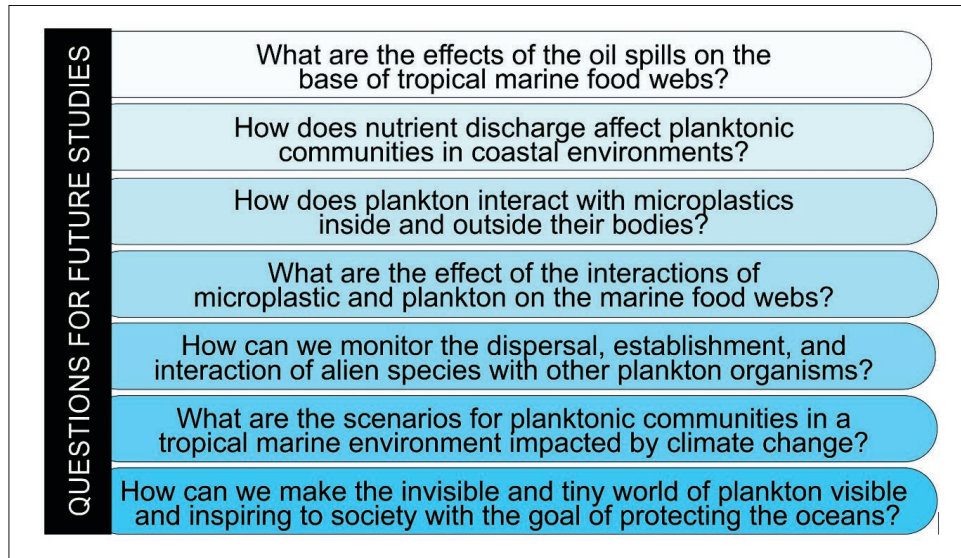 QUESTIONS FOR FUTURE STUDIES
What are the effects of the oil spills on the
base of tropical marine food webs?
How does nutrient discharge affect planktonic
communities in coastal environments?
How does plankton interact with microplastics
inside and outside their bodies?
What are the effect of the interactions of
microplastic and plankton on the marine food webs?
How can we monitor the dispersal, establishment, and
interaction of alien species with other plankton organisms?
What are the scenarios for planktonic communities in a
tropical marine environment impacted by climate change?
How can we make the invisible and tiny world of plankton visible
and inspiring to society with the goal of protecting the oceans?